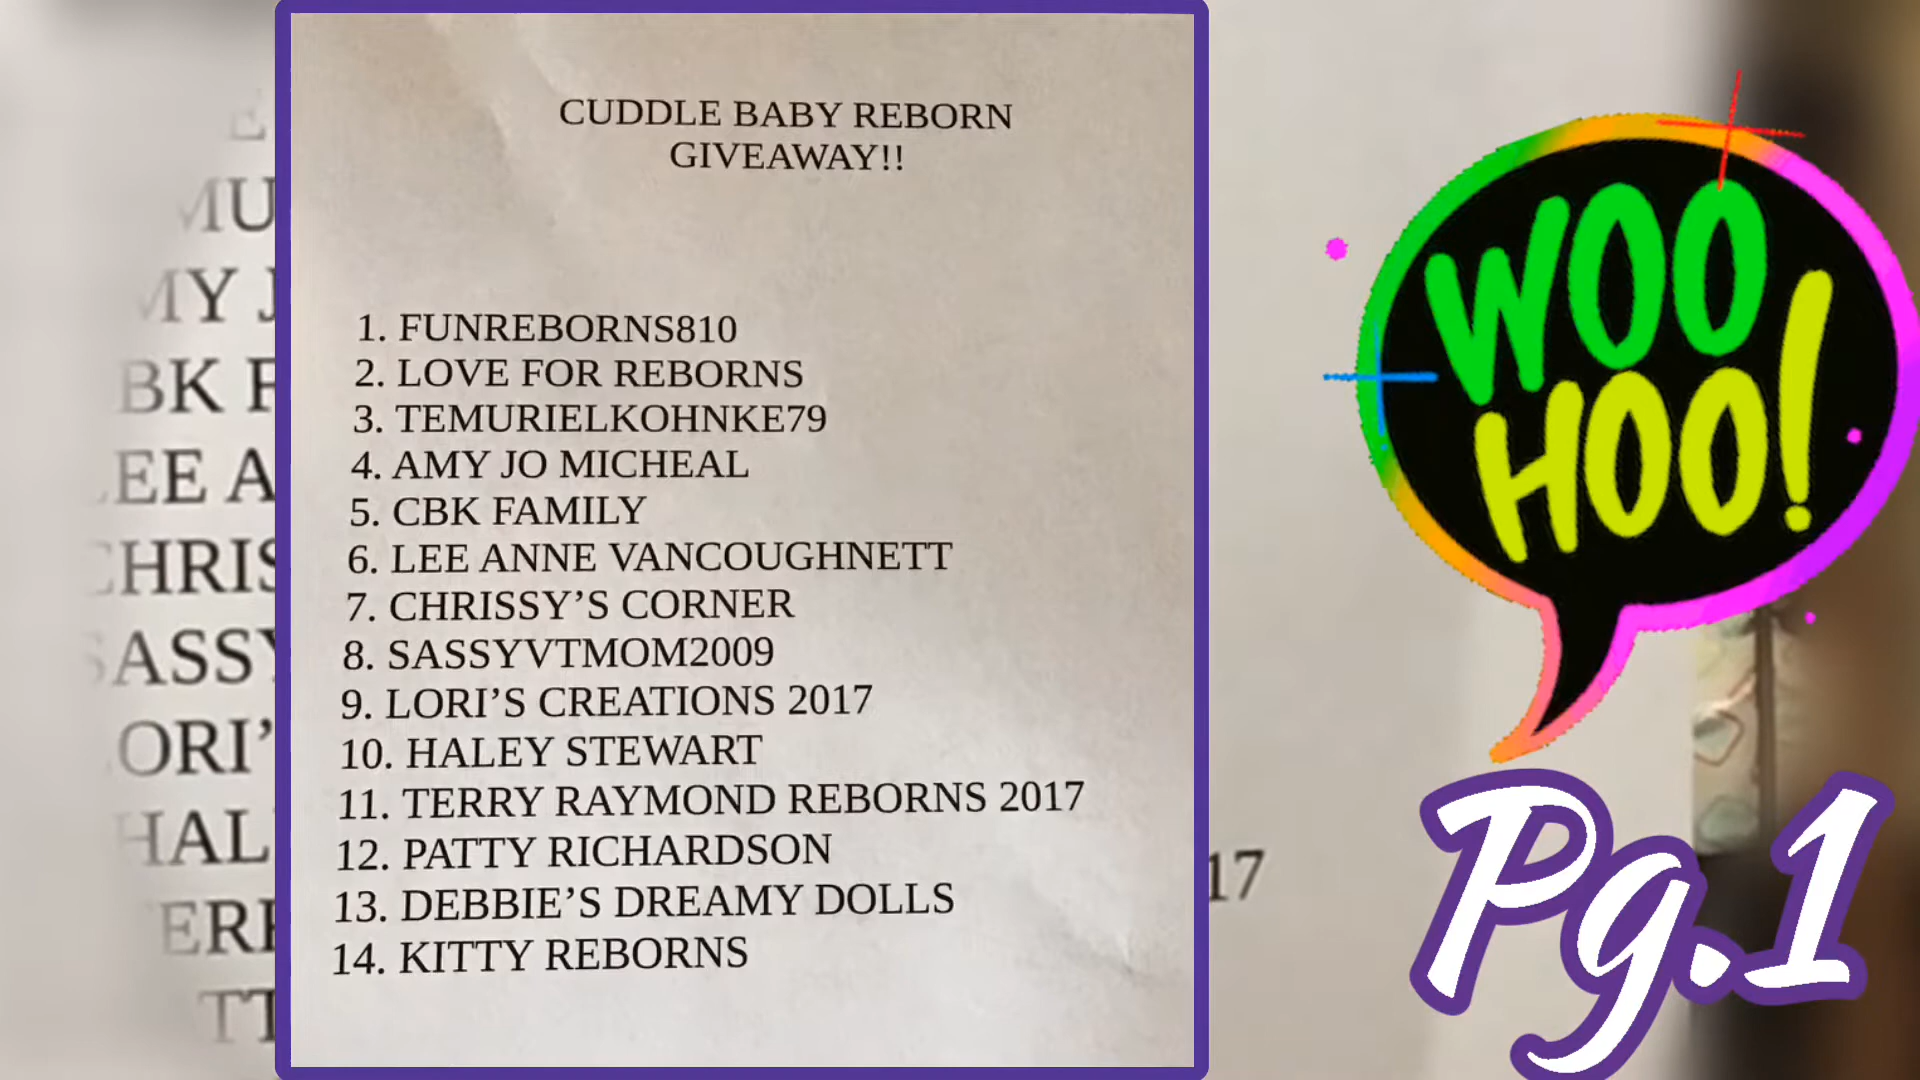 CUDDLE BABY REBORN
GIVEAWAY!!
1. FUNREBORNS810
2. LOVE FOR REBORNS
3. TEMURIELKOHNKE79
4. AMY JO MICHEAL
5. CBK FAMILY
6. LEE ANNE VANCOUGHNETT
7. CHRISSY’S CORNER
8. SASSYVTMOM2009
9. LORI’S CREATIONS 2017
10. HALEY STEWART
11. TERRY RAYMOND REBORNS 2017
12. PATTY RICHARDSON
13. DEBBIE’S DREAMY DOLLS
14. KITTY REBORNS
WOO
HOO!
Pg.1